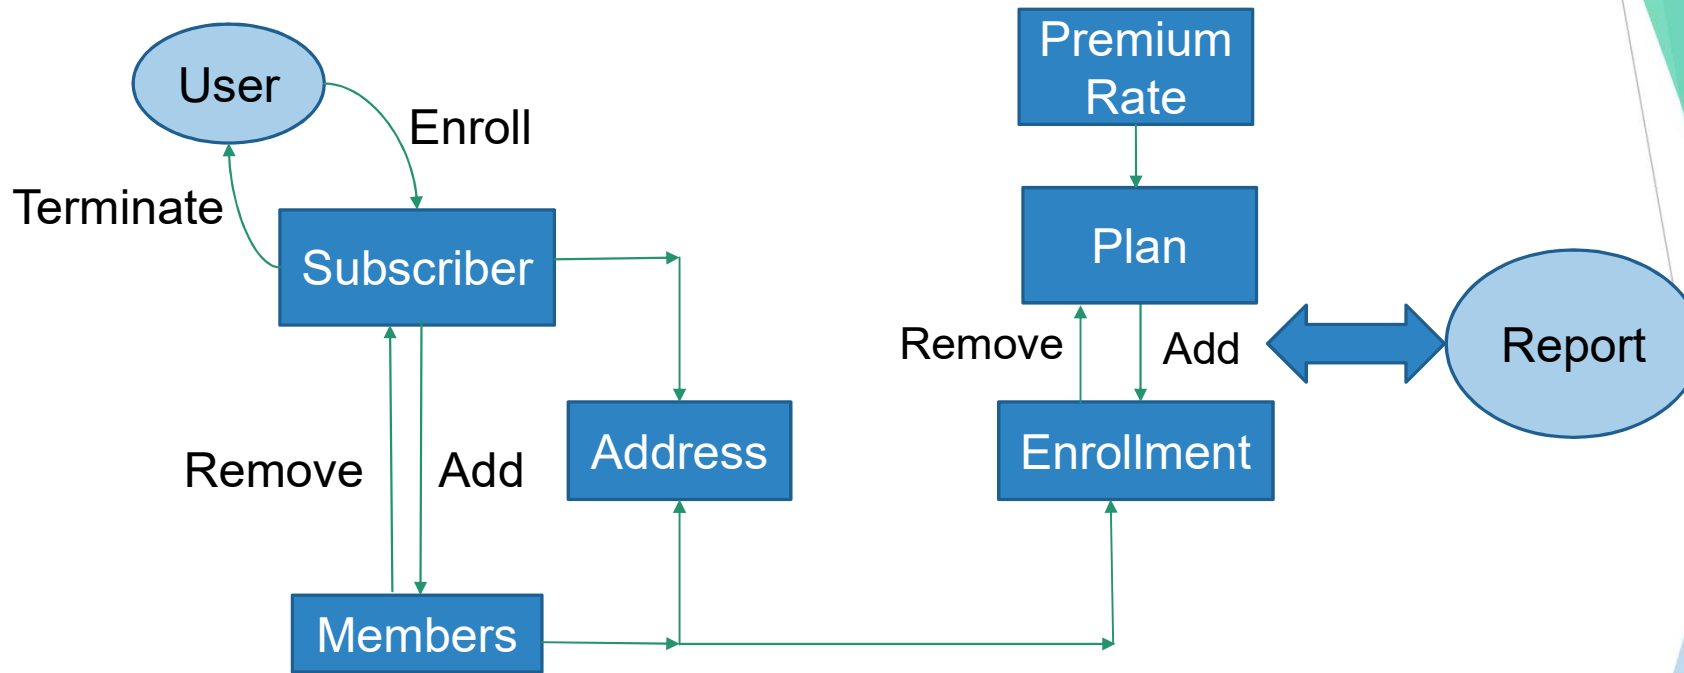 User
Enroll
Terminate
Subscriber
Remove
Add
Address
Members
Premium
Rate
Plan
Remove
Add
Enrollment
Report